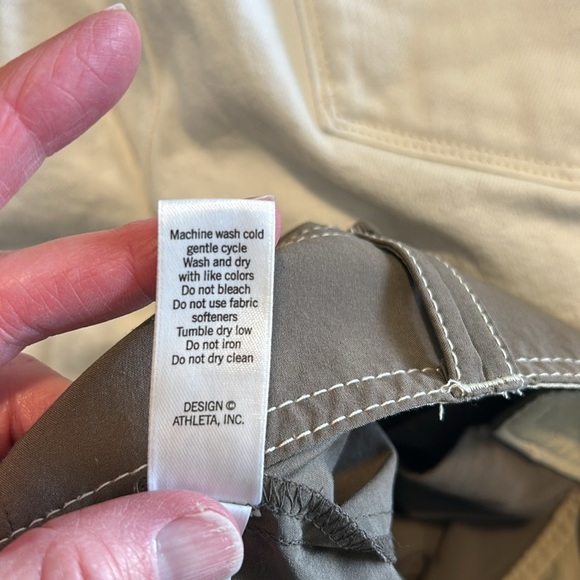 Machine wash cold
gentle cycle
Wash and dry
with like colors
Do not bleach
Do not use fabric
softeners
Tumble dry low
Do not iron
Do not dry clean
DESIGN ©
ATHLETA, INC.